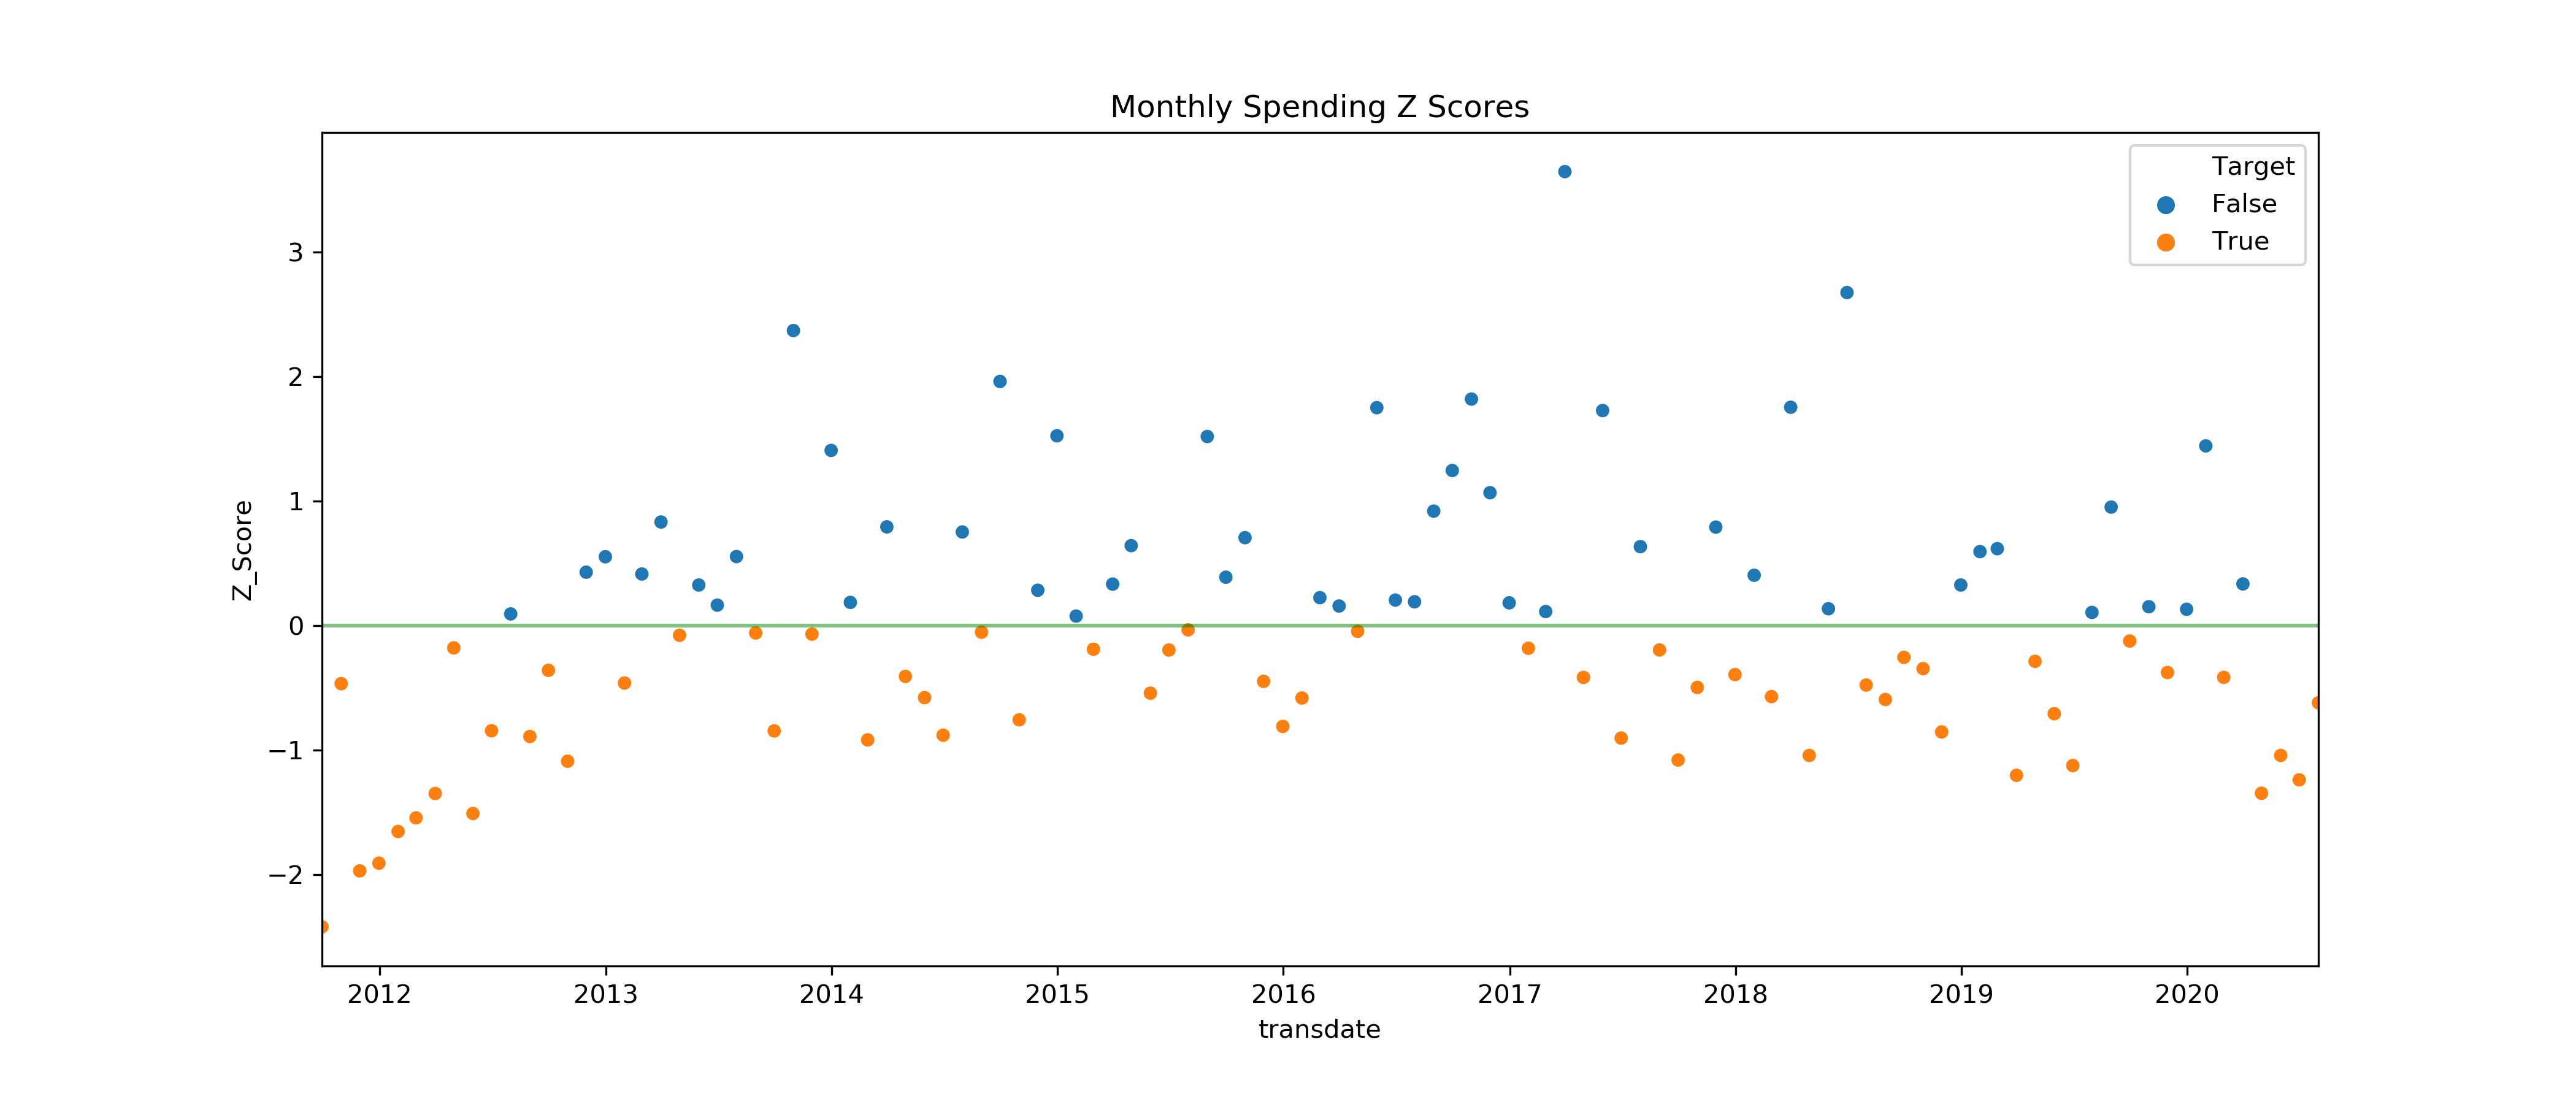 Monthly Spending Z Scores
Target
False
True
Z_Score
3
2
1
0
−1
−2
2012 2013 2014 2015 2016 2017 2018 2019 2020
transdate